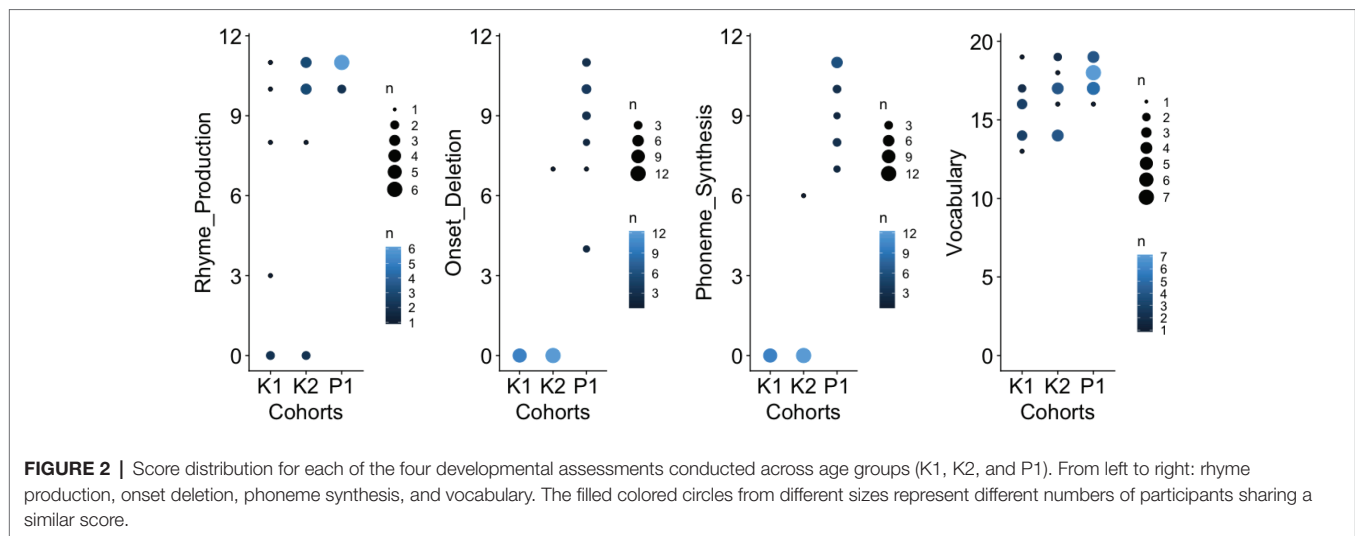 12
9
6
3
0
Rhyme_Production
K1 K2 P1
Cohorts
n
1
2
3
4
5
6
n
6
5
4
3
2
1
12
9
6
3
0
Onset_Deletion
K1 K2 P1
Cohorts
n
3
6
9
12
n
12
9
6
3
12
9
6
3
0
Phoneme_Synthesis
K1 K2 P1
Cohorts
n
3
6
9
12
n
12
9
6
3
20
15
10
5
0
Vocabulary
K1 K2 P1
Cohorts
n
1
2
3
4
5
6
7
n
7
6
5
4
3
2
1
FIGURE 2 | Score distribution for each of the four developmental assessments conducted across age groups (K1, K2, and P1). From left to right: rhyme
production, onset deletion, phoneme synthesis, and vocabulary. The filled colored circles from different sizes represent different numbers of participants sharing a
similar score.